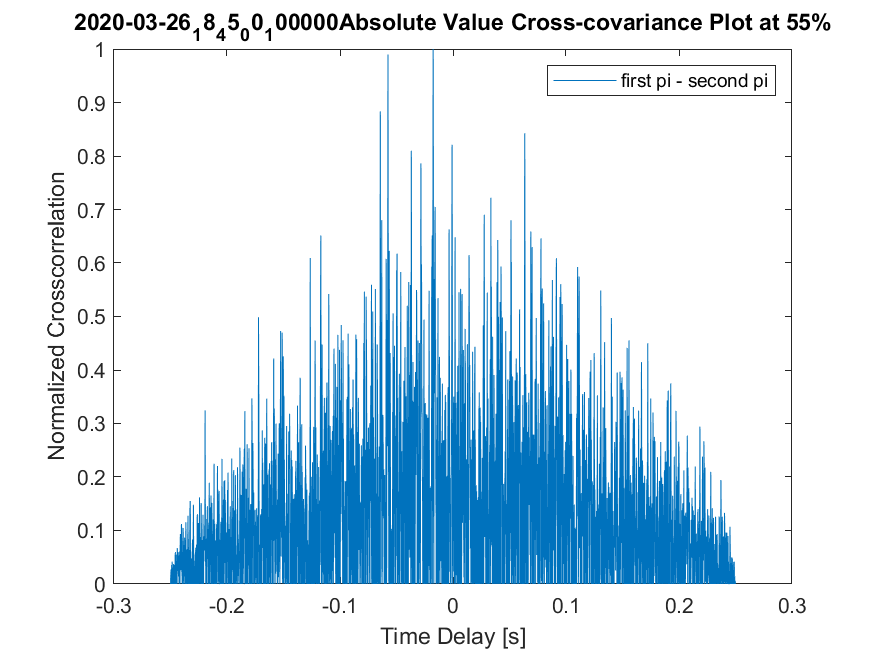 2020-03-26₁8₄5₀0₁00000Absolute Value Cross-covariance Plot at 55%
first pi - second pi
Normalized Crosscorrelation
1
0.9
0.8
0.7
0.6
0.5
0.4
0.3
0.2
0.1
0
-0.3 -0.2 -0.1 0 0.1 0.2 0.3
Time Delay [s]